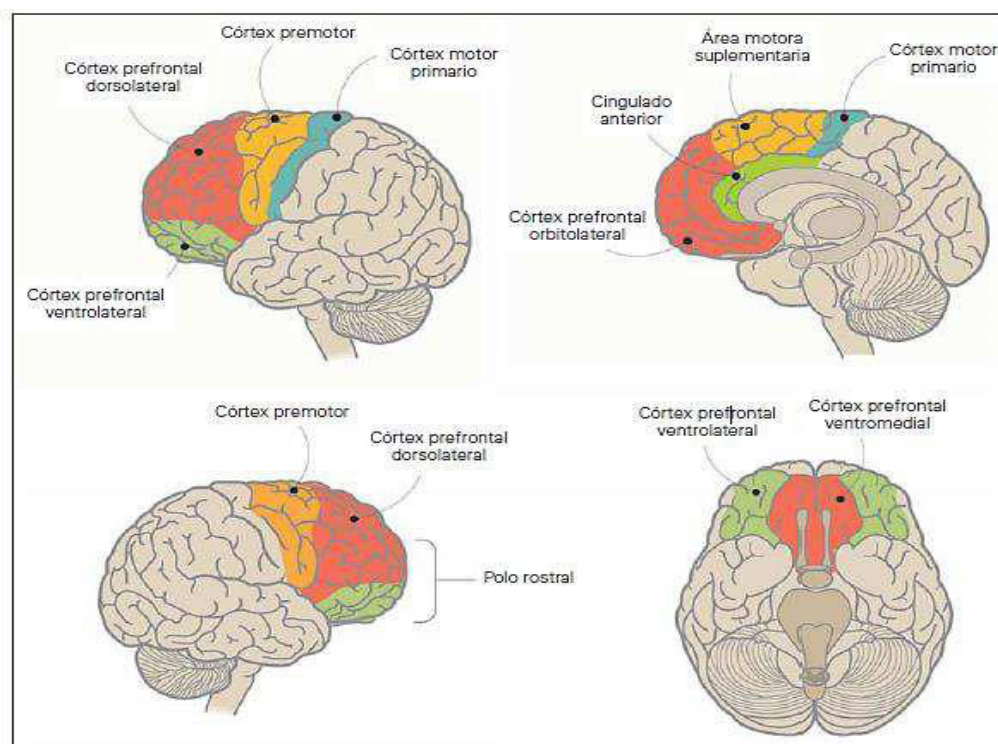 Córtex premotor
Córtex motor
primario
Córtex prefrontal
dorsolateral
Córtex prefrontal
ventrolateral
Área motora
suplementaria
Córtex motor
primario
Cingulado
anterior
Córtex prefrontal
orbitolateral
Córtex premotor
Córtex prefrontal
dorsolateral
Polo rostral
Córtex prefrontal
ventrolateral
Córtex prefrontal
ventromedial